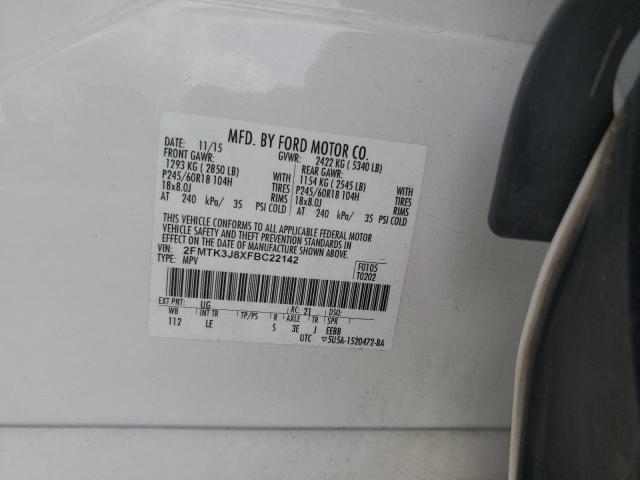 MFD. BY FORD MOTOR CO.
DATE: 11/15 GVWR: 2422 KG ( 5340 LB)
FRONT GAWR: REAR GAWR:
1293 KG ( 2850 LB) 1154 KG ( 2545 LB)
P245/60R18 104H WITH TIRES P245/60R18 104H WITH TIRES
18x8.0J RIMS 18x8.0J RIMS
AT 240 kPa/ 35 PSI COLD AT 240 kPa/ 35 PSI COLD
THIS VEHICLE CONFORMS TO ALL APPLICABLE FEDERAL MOTOR
VEHICLE SAFETY AND THEFT PREVENTION STANDARDS IN
EFFECT ON THE DATE OF MANUFACTURE SHOWN ABOVE.
VIN: 2FMTK3J8XFBC22142 F0105
TYPE: MPV T0202
EXT PNT: UG RC: 21 DSO:
WB INT TR TP/PS R AXLE TR SPR
112 LE S 3E J EEBB
UTC ▽5U5A-1520472-BA